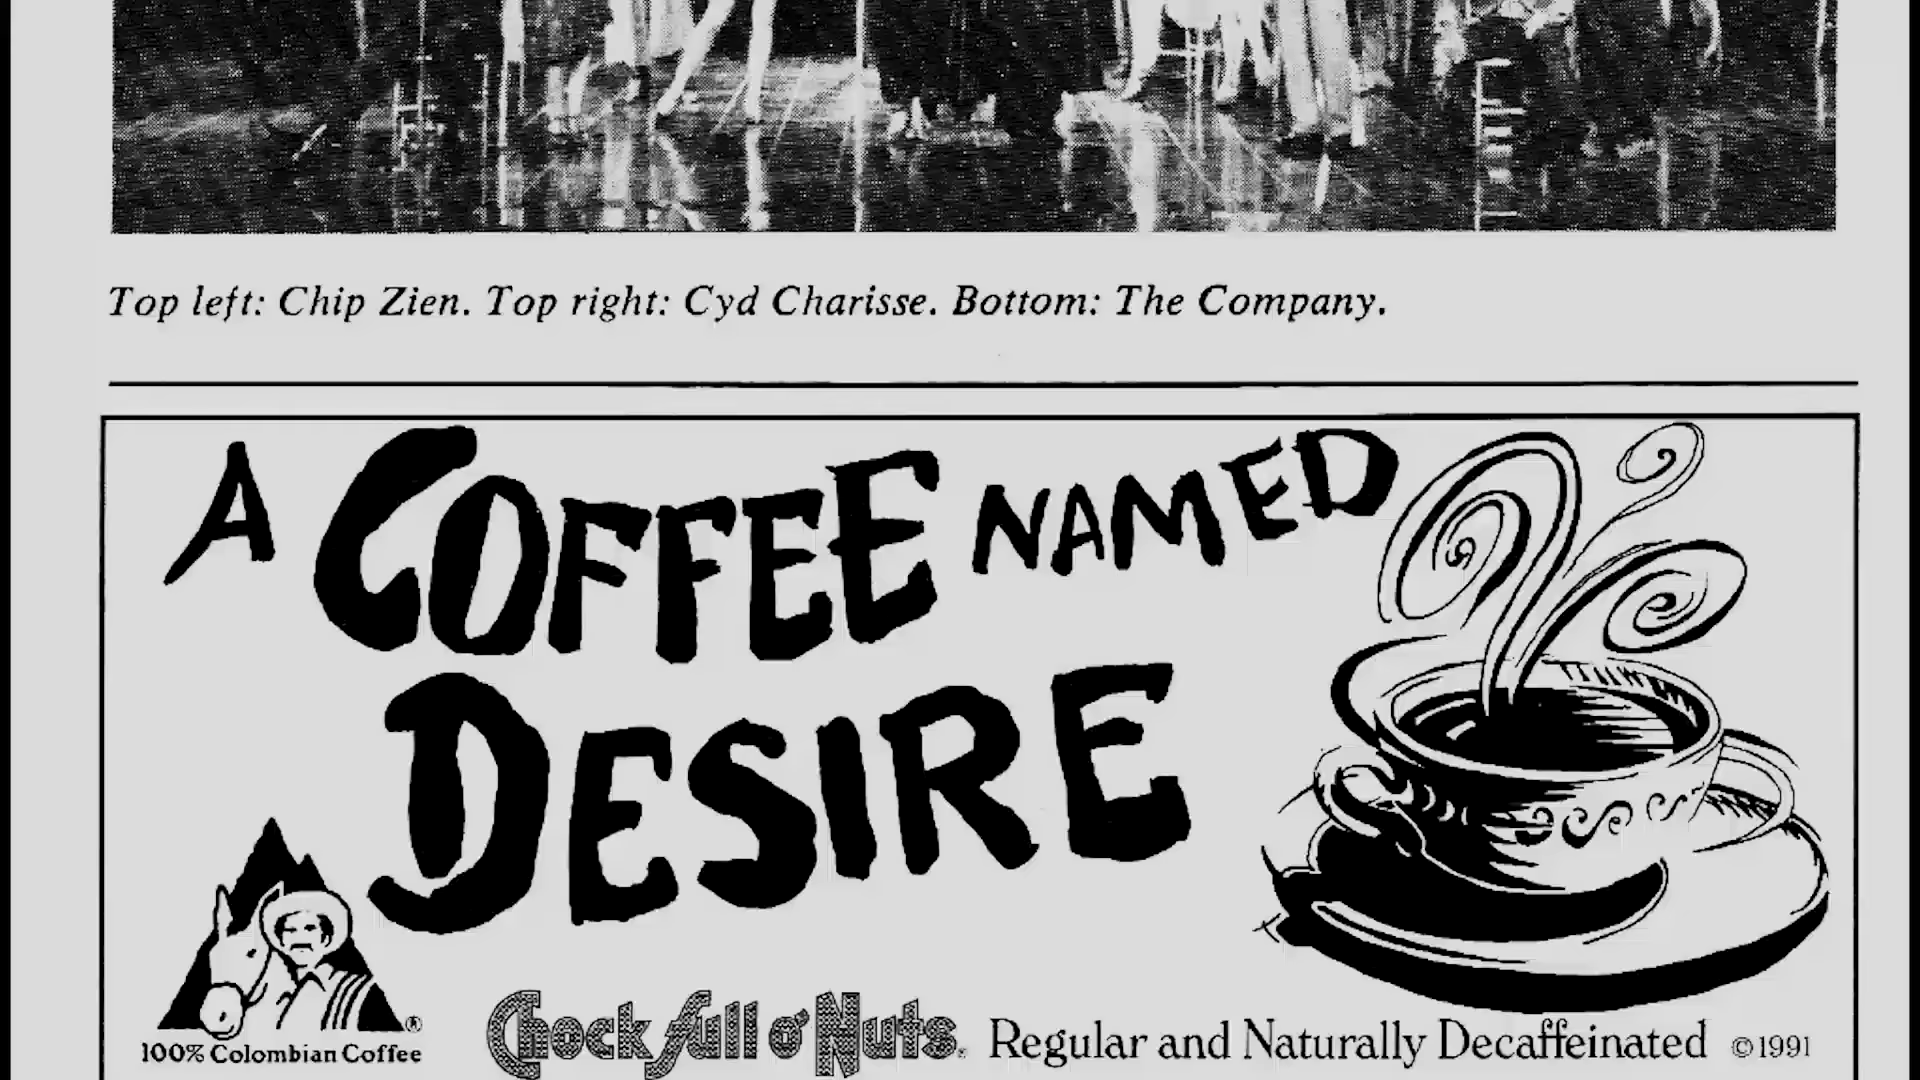 Top left: Chip Zien. Top right: Cyd Charisse. Bottom: The Company.
A COFFEE NAMED
DESIRE
®
100% Colombian Coffee
Chock full o' Nuts® Regular and Naturally Decaffeinated ©1991